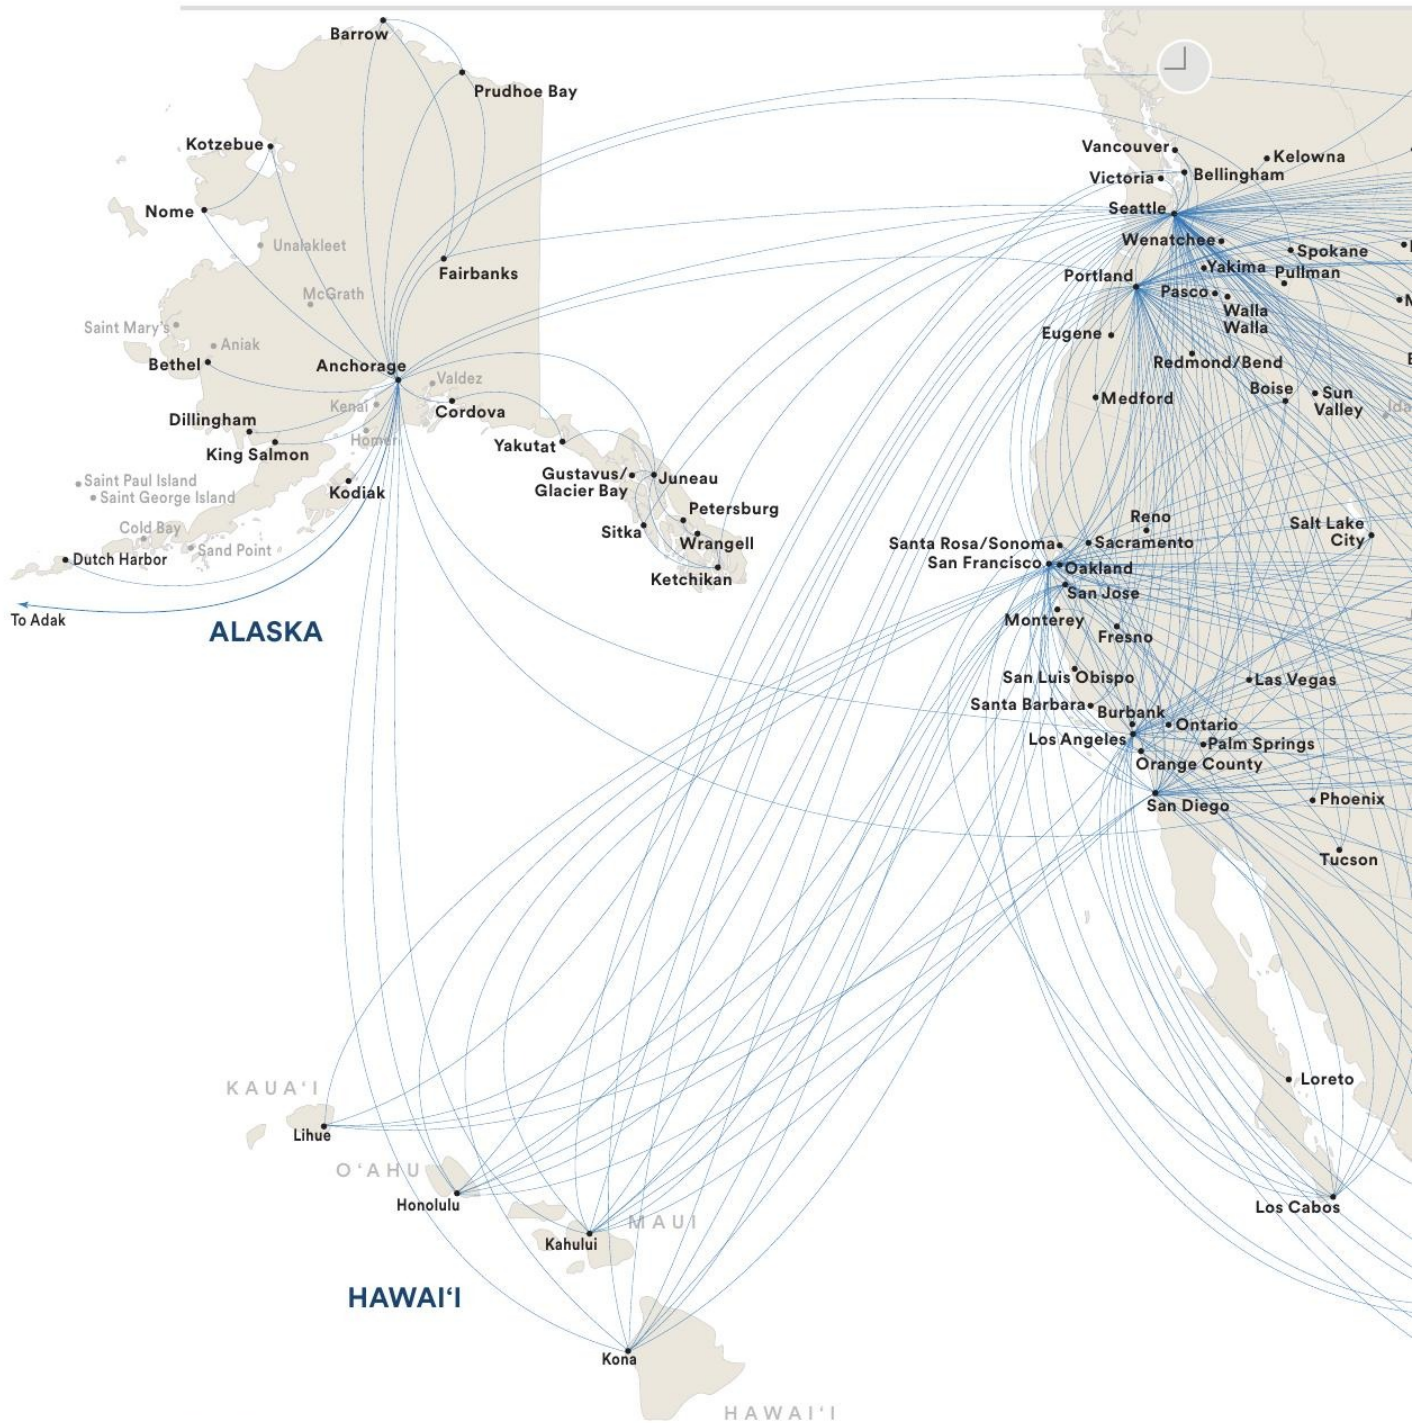 Barrow
Prudhoe Bay
Kotzebue
Nome
Unalakleet
Fairbanks
McGrath
Saint Mary's
Aniak
Bethel
Anchorage
Valdez
Kenai
Cordova
Dillingham
Homer
King Salmon
Yakutat
Saint Paul Island
Saint George Island
Kodiak
Gustavus/
Glacier Bay
Juneau
Petersburg
Sitka
Wrangell
Cold Bay
Sand Point
Dutch Harbor
Ketchikan
To Adak
ALASKA
Vancouver
Kelowna
Victoria
Bellingham
Seattle
Wenatchee
Spokane
Portland
Yakima
Pullman
Pasco
Walla
Walla
Eugene
Redmond/Bend
Boise
Sun
Valley
Medford
Reno
Salt Lake
City
Santa Rosa/Sonoma
Sacramento
San Francisco
Oakland
San Jose
Monterey
Fresno
San Luis Obispo
Las Vegas
Santa Barbara
Burbank
Ontario
Los Angeles
Palm Springs
Orange County
San Diego
Phoenix
Tucson
Loreto
Los Cabos
KAUA‘I
Lihue
O‘AHU
Honolulu
MAUI
Kahului
HAWAI‘I
Kona
HAWAI‘I